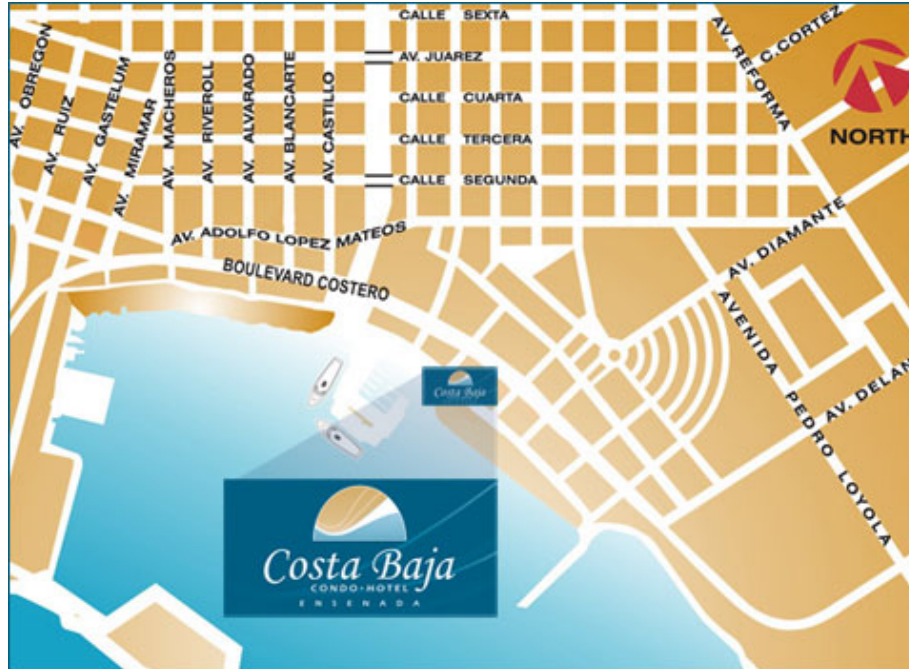 CALLE SEXTA
AV. JUAREZ
CALLE CUARTA
CALLE TERCERA
CALLE SEGUNDA
AV. OBREGON
AV. RUIZ
AV. GASTELUM
AV. MIRAMAR
AV. MACHEROS
AV. RIVEROLL
AV. ALVARADO
AV. BLANCARTE
AV. CASTILLO
AV. REFORMA
C. CORTEZ
NORTH
AV. ADOLFO LOPEZ MATEOS
BOULEVARD COSTERO
AV. DIAMANTE
AVENIDA PEDRO LOYOLA
AV. DELAN
Costa Baja
Costa Baja
CONDO·HOTEL
ENSENADA